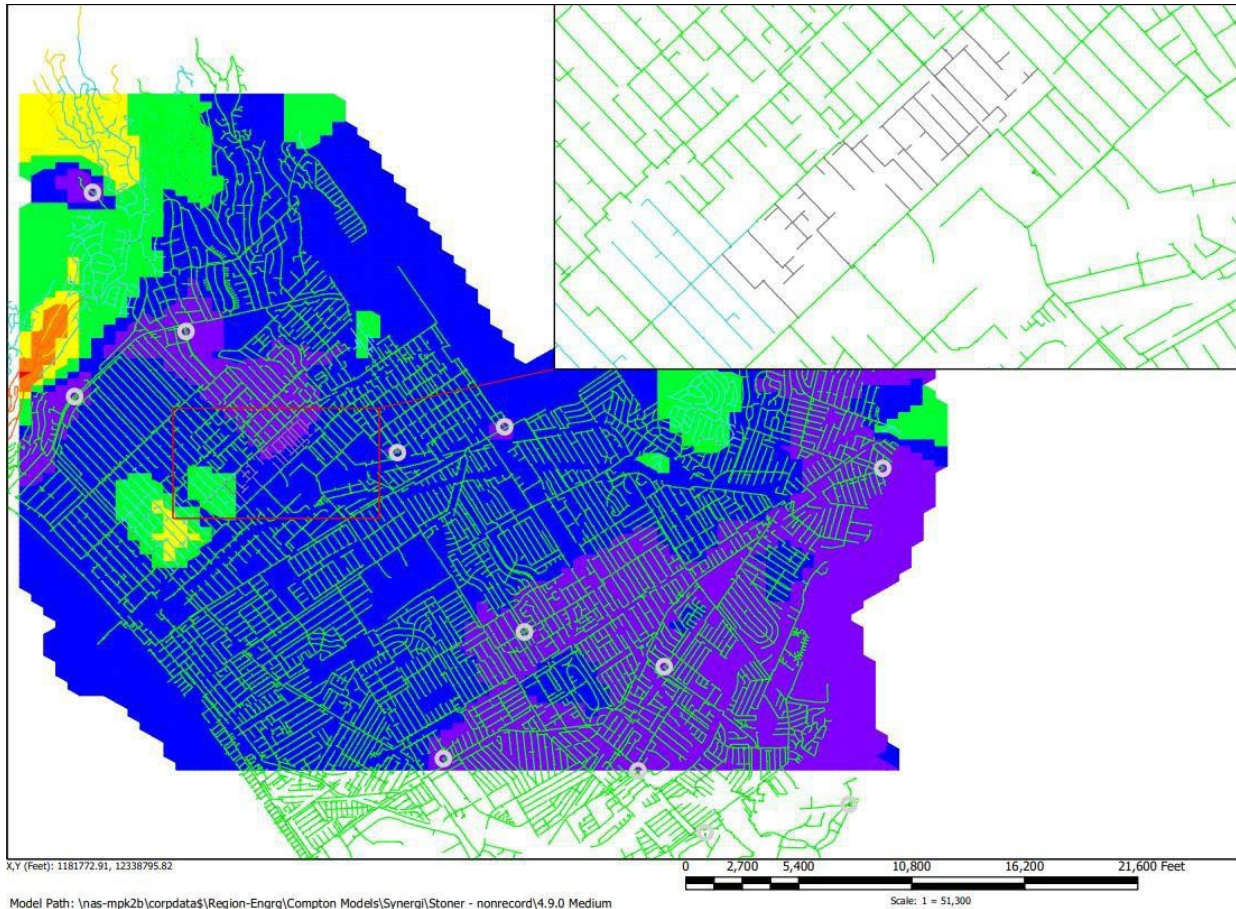 X,Y (Feet): 1181772.91, 12338795.82
0 2,700 5,400 10,800 16,200 21,600 Feet
Scale: 1 = 51,300
Model Path: \nas-mpk2b\corpdata$\Region-Engrg\Compton Models\Synergi\Stoner - nonrecord\4.9.0 Medium